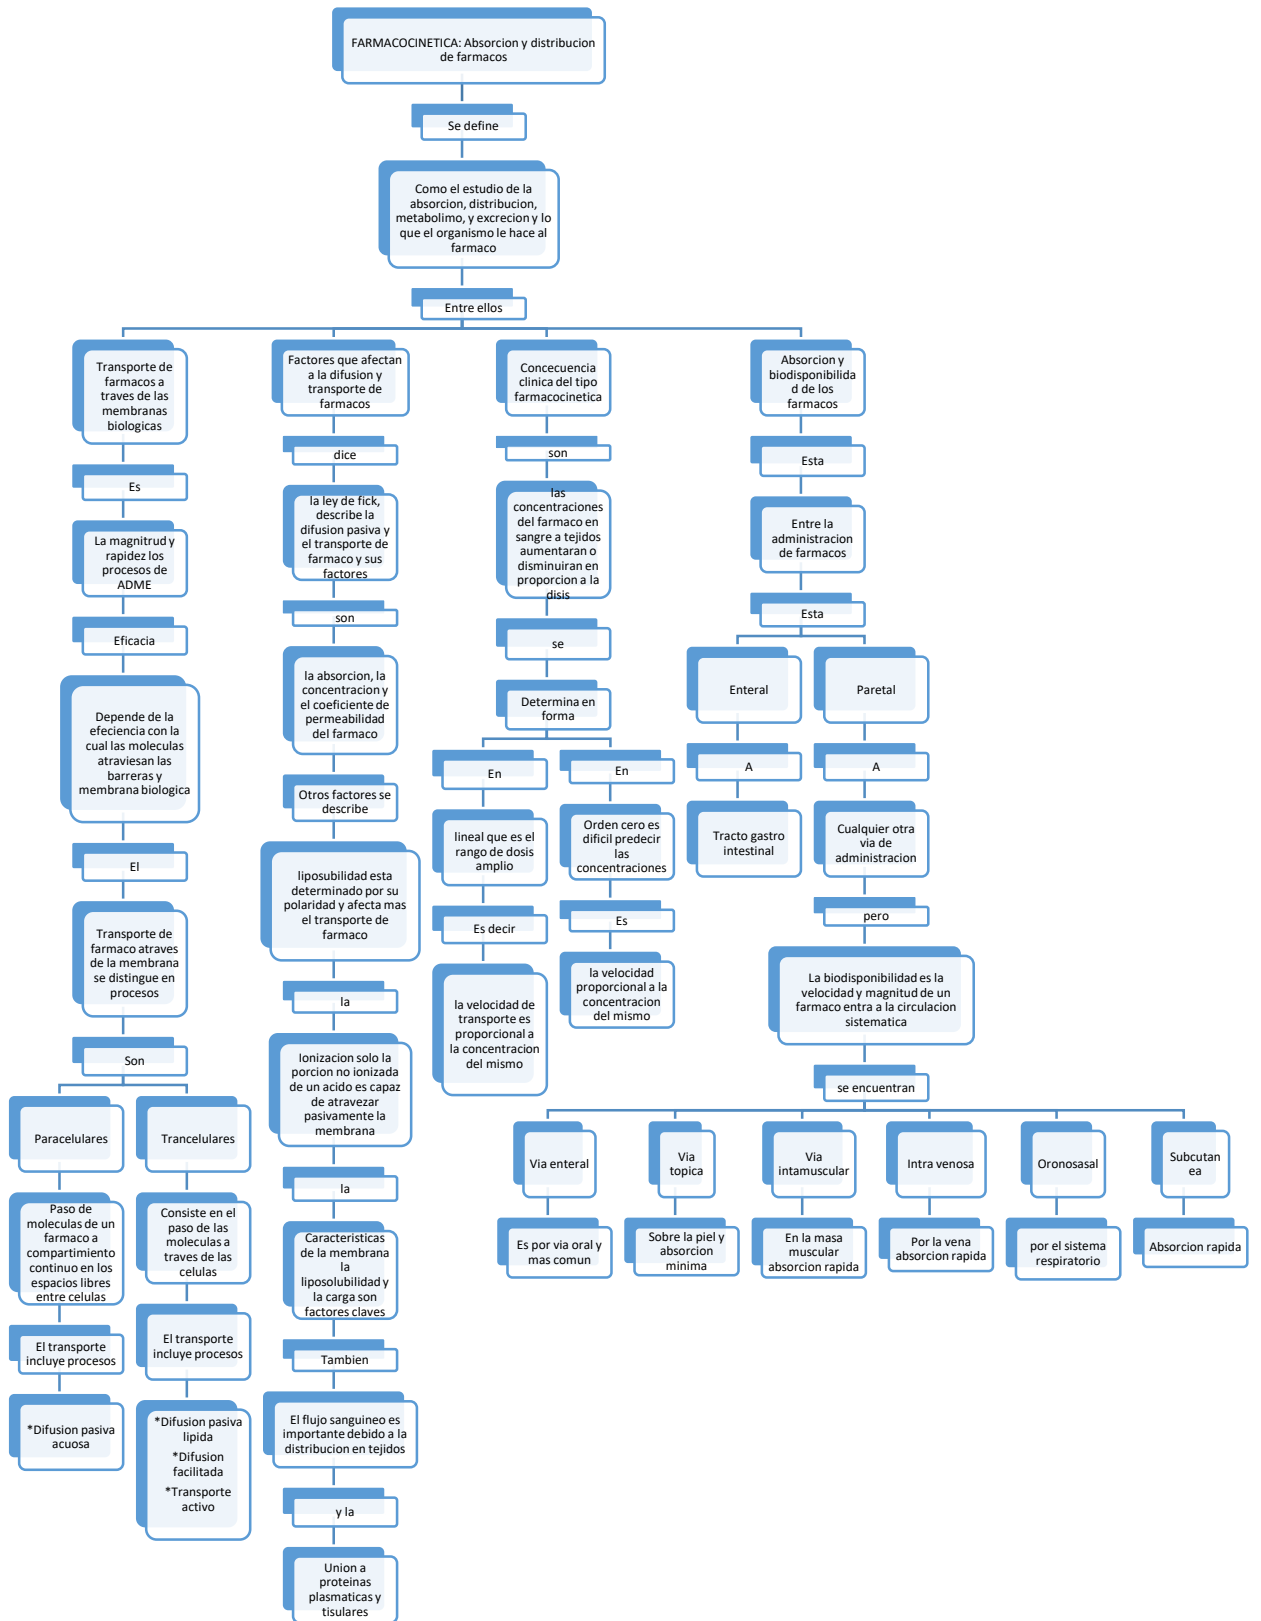 FARMACOCINETICA: Absorcion y distribucion
de farmacos
Se define
Como el estudio de la
absorcion, distribucion,
metabolimo, y excrecion y lo
que el organismo le hace al
farmaco
Entre ellos
Transporte de
farmacos a
traves de las
membranas
biologicas
Es
La magnitrud y
rapidez los
procesos de
ADME
Eficacia
Depende de la
efeciencia con la
cual las moleculas
atraviesan las
barreras y
membrana biologica
El
Transporte de
farmaco atraves
de la membrana
se distingue en
procesos
Son
Paracelulares
Paso de
moleculas de un
farmaco a
compartimiento
continuo en los
espacios libres
entre celulas
El transporte
incluye procesos
*Difusion pasiva
acuosa
Trancelulares
Consiste en el
paso de las
moleculas a
traves de las
celulas
El transporte
incluye procesos
*Difusion pasiva
lipida
*Difusion
facilitada
*Transporte
activo
Factores que afectan
a la difusion y
transporte de
farmacos
dice
la ley de fick,
describe la
difusion pasiva y
el transporte de
farmaco y sus
factores
son
la absorcion, la
concentracion y
el coeficiente de
permeabilidad
del farmaco
Otros factores se
describe
liposubilidad esta
determinado por su
polaridad y afecta mas
el transporte de
farmaco
la
Ionizacion solo la
porcion no ionizada
de un acido es capaz
de atravezar
pasivamente la
membrana
la
Caracteristicas
de la membrana
la
liposolubilidad y
la carga son
factores claves
Tambien
El flujo sanguineo es
importante debido a la
distribucion en tejidos
y la
Union a
proteinas
plasmaticas y
tisulares
Concecuencia
clinica del tipo
farmacocinetica
son
las
concentraciones
del farmaco en
sangre a tejidos
aumentaran o
disminuiran en
proporcion a la
disis
se
Determina en
forma
En
lineal que es el
rango de dosis
amplio
Es decir
la velocidad de
transporte es
proporcional a
la concentracion
del mismo
En
Orden cero es
dificil predecir
las
concentraciones
Es
la velocidad
proporcional a la
concentracion
del mismo
Absorcion y
biodisponibilida
d de los
farmacos
Esta
Entre la
administracion
de farmacos
Esta
Enteral
A
Tracto gastro
intestinal
Paretal
A
Cualquier otra
via de
administracion
pero
La biodisponibilidad es la
velocidad y magnitud de un
farmaco entra a la circulacion
sistematica
se encuentran
Via enteral
Es por via oral y
mas comun
Via
topica
Sobre la piel y
absorcion
minima
Via
intamuscular
En la masa
muscular
absorcion rapida
Intra venosa
Por la vena
absorcion rapida
Oronosasal
por el sistema
respiratorio
Subcutan
ea
Absorcion rapida